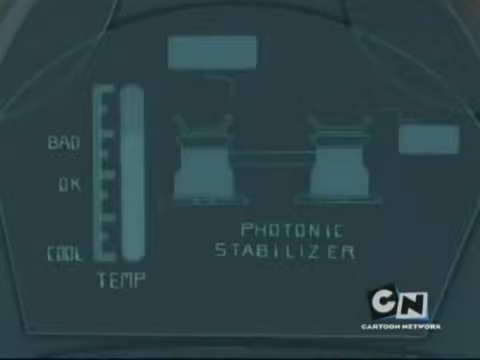 BAD
OK
COOL
TEMP
PHOTONIC
STABILIZER
CN
CARTOON NETWORK